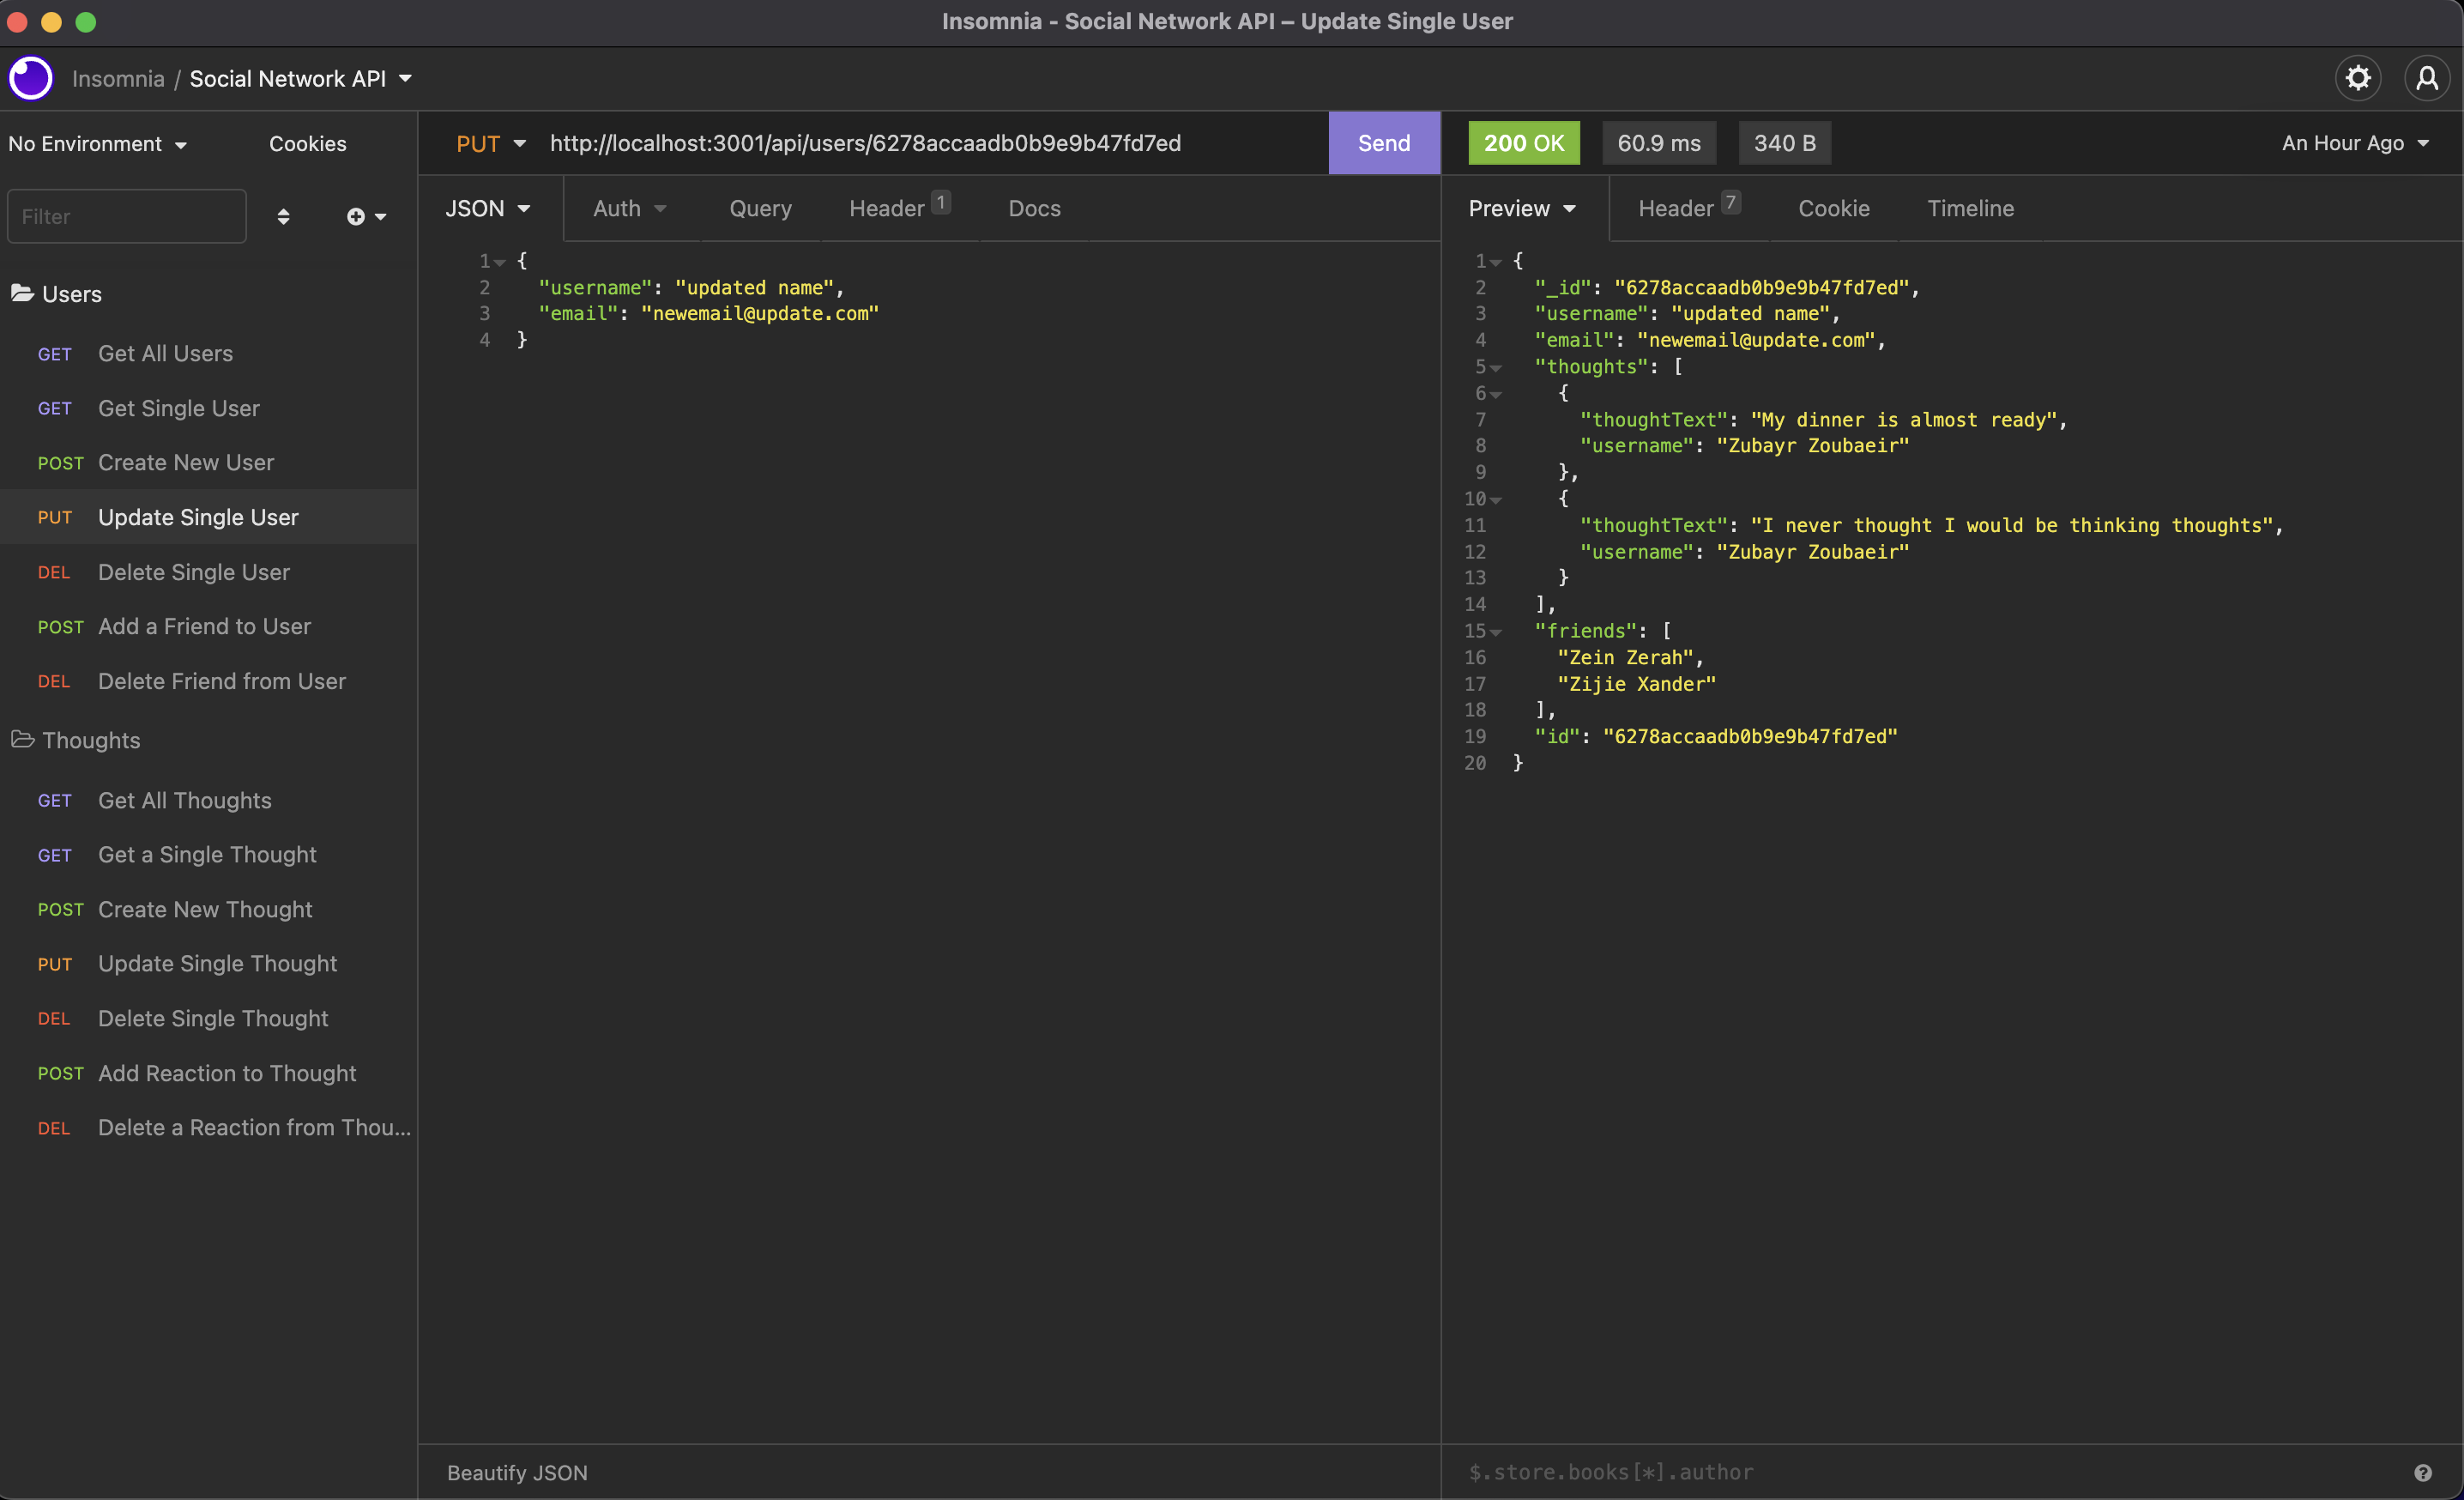 Insomnia - Social Network API – Update Single User
Insomnia / Social Network API
No Environment
Cookies
Filter
Users
GET Get All Users
GET Get Single User
POST Create New User
PUT Update Single User
DEL Delete Single User
POST Add a Friend to User
DEL Delete Friend from User
Thoughts
GET Get All Thoughts
GET Get a Single Thought
POST Create New Thought
PUT Update Single Thought
DEL Delete Single Thought
POST Add Reaction to Thought
DEL Delete a Reaction from Thou...
PUT http://localhost:3001/api/users/6278accaadb0b9e9b47fd7ed Send
JSON Auth Query Header 1 Docs
1 {
2 "username": "updated name",
3 "email": "newemail@update.com"
4 }
Beautify JSON
200 OK 60.9 ms 340 B An Hour Ago
Preview Header 7 Cookie Timeline
1 {
2 "_id": "6278accaadb0b9e9b47fd7ed",
3 "username": "updated name",
4 "email": "newemail@update.com",
5 "thoughts": [
6 {
7 "thoughtText": "My dinner is almost ready",
8 "username": "Zubayr Zoubaeir"
9 },
10 {
11 "thoughtText": "I never thought I would be thinking thoughts",
12 "username": "Zubayr Zoubaeir"
13 }
14 ],
15 "friends": [
16 "Zein Zerah",
17 "Zijie Xander"
18 ],
19 "id": "6278accaadb0b9e9b47fd7ed"
20 }
$.store.books[*].author
?